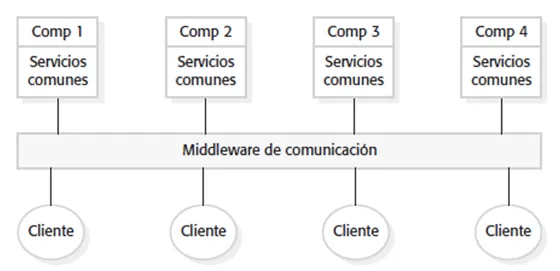 Comp 1
Servicios
comunes
Comp 2
Servicios
comunes
Comp 3
Servicios
comunes
Comp 4
Servicios
comunes
Middleware de comunicación
Cliente
Cliente
Cliente
Cliente